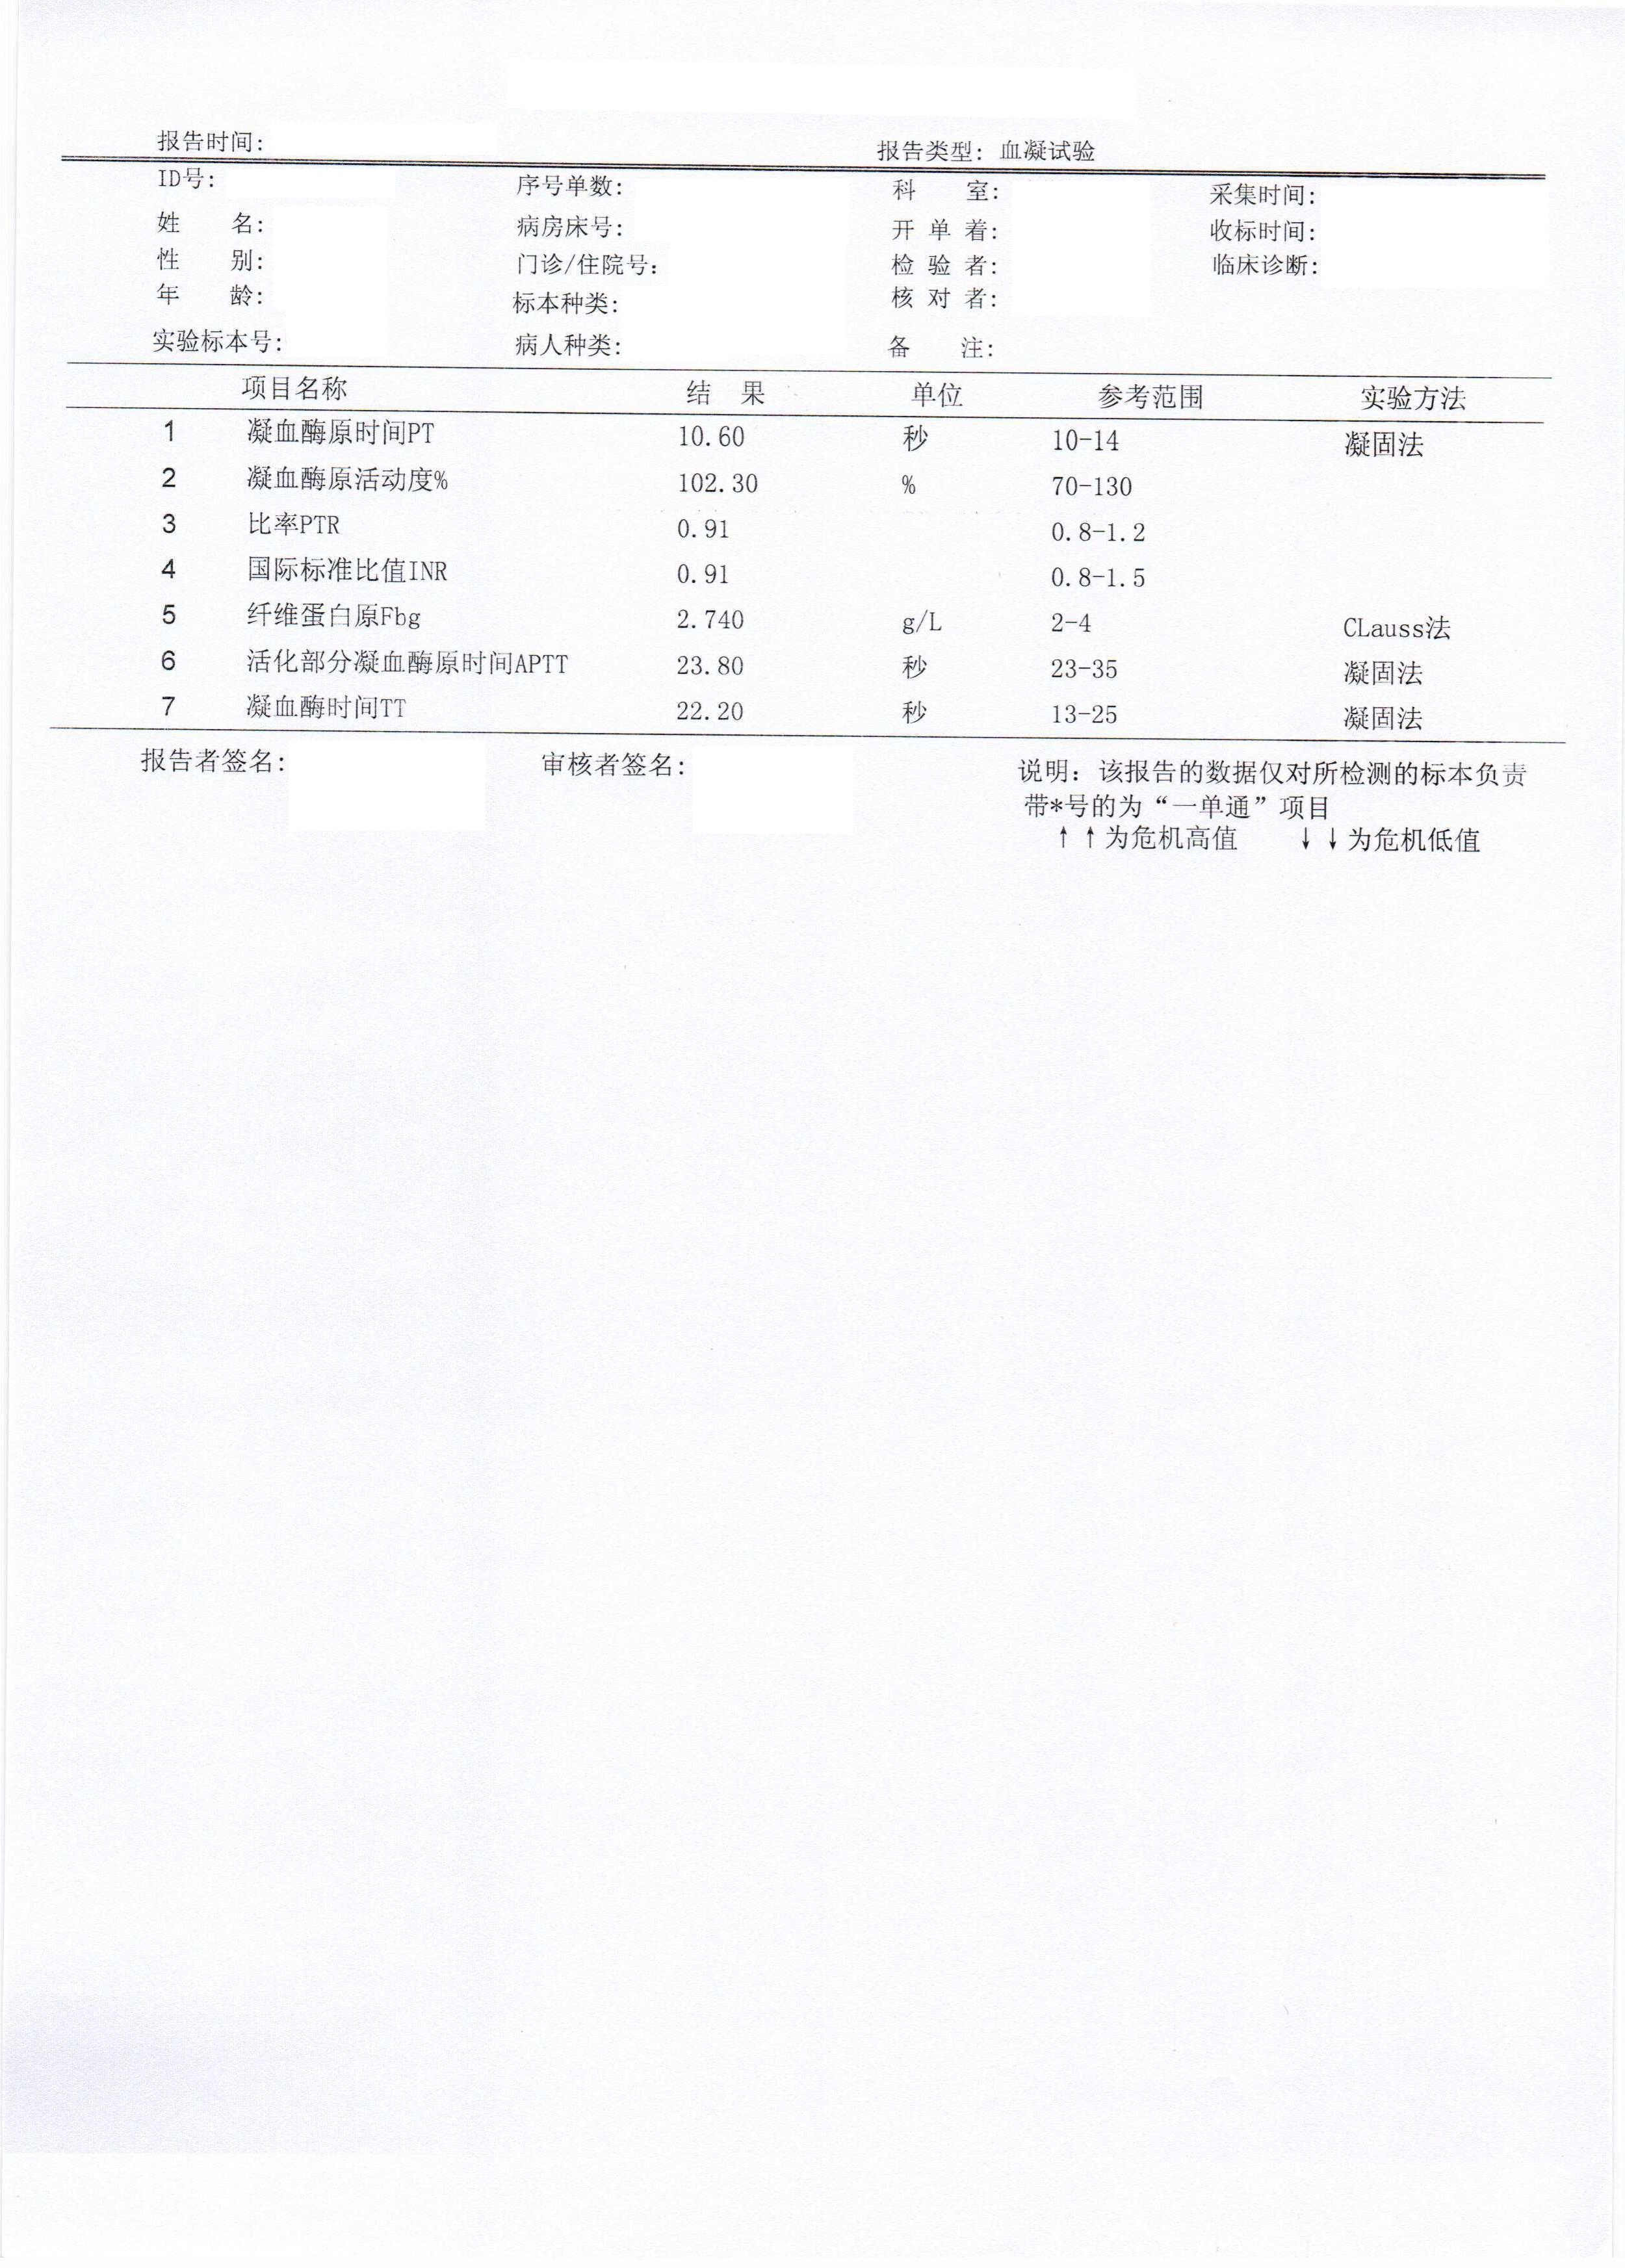 报告时间: 报告类型: 血凝试验
ID号: 序号单数: 科 室: 采集时间:
姓 名: 病房床号: 开 单 着: 收标时间:
性 别: 门诊/住院号: 检 验 者: 临床诊断:
年 龄: 标本种类: 核 对 者:
实验标本号: 病人种类: 备 注:
项目名称 结 果 单位 参考范围 实验方法
1 凝血酶原时间PT 10.60 秒 10-14 凝固法
2 凝血酶原活动度% 102.30 % 70-130
3 比率PTR 0.91 0.8-1.2
4 国际标准比值INR 0.91 0.8-1.5
5 纤维蛋白原Fbg 2.740 g/L 2-4 CLauss法
6 活化部分凝血酶原时间APTT 23.80 秒 23-35 凝固法
7 凝血酶时间TT 22.20 秒 13-25 凝固法
报告者签名: 审核者签名: 说明: 该报告的数据仅对所检测的标本负责
带*号的为“一单通”项目
↑↑为危机高值 ↓↓为危机低值